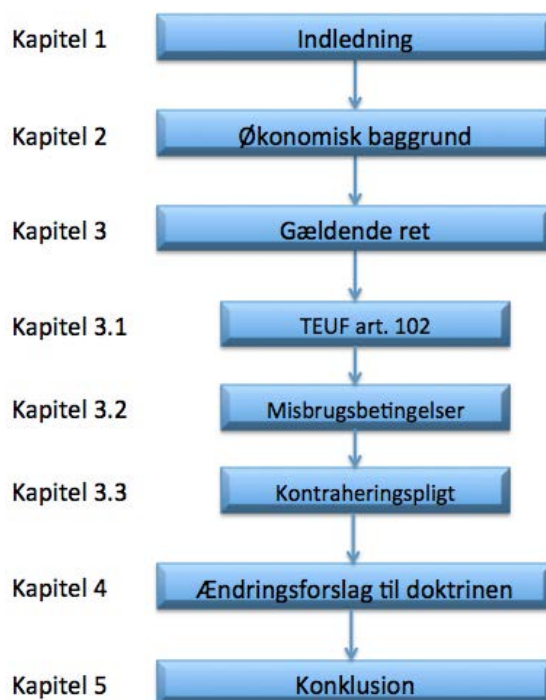 Kapitel 1 Indledning
Kapitel 2 Økonomisk baggrund
Kapitel 3 Gældende ret
Kapitel 3.1 TEUF art. 102
Kapitel 3.2 Misbrugsbetingelser
Kapitel 3.3 Kontraheringspligt
Kapitel 4 Ændringsforslag til doktrinen
Kapitel 5 Konklusion